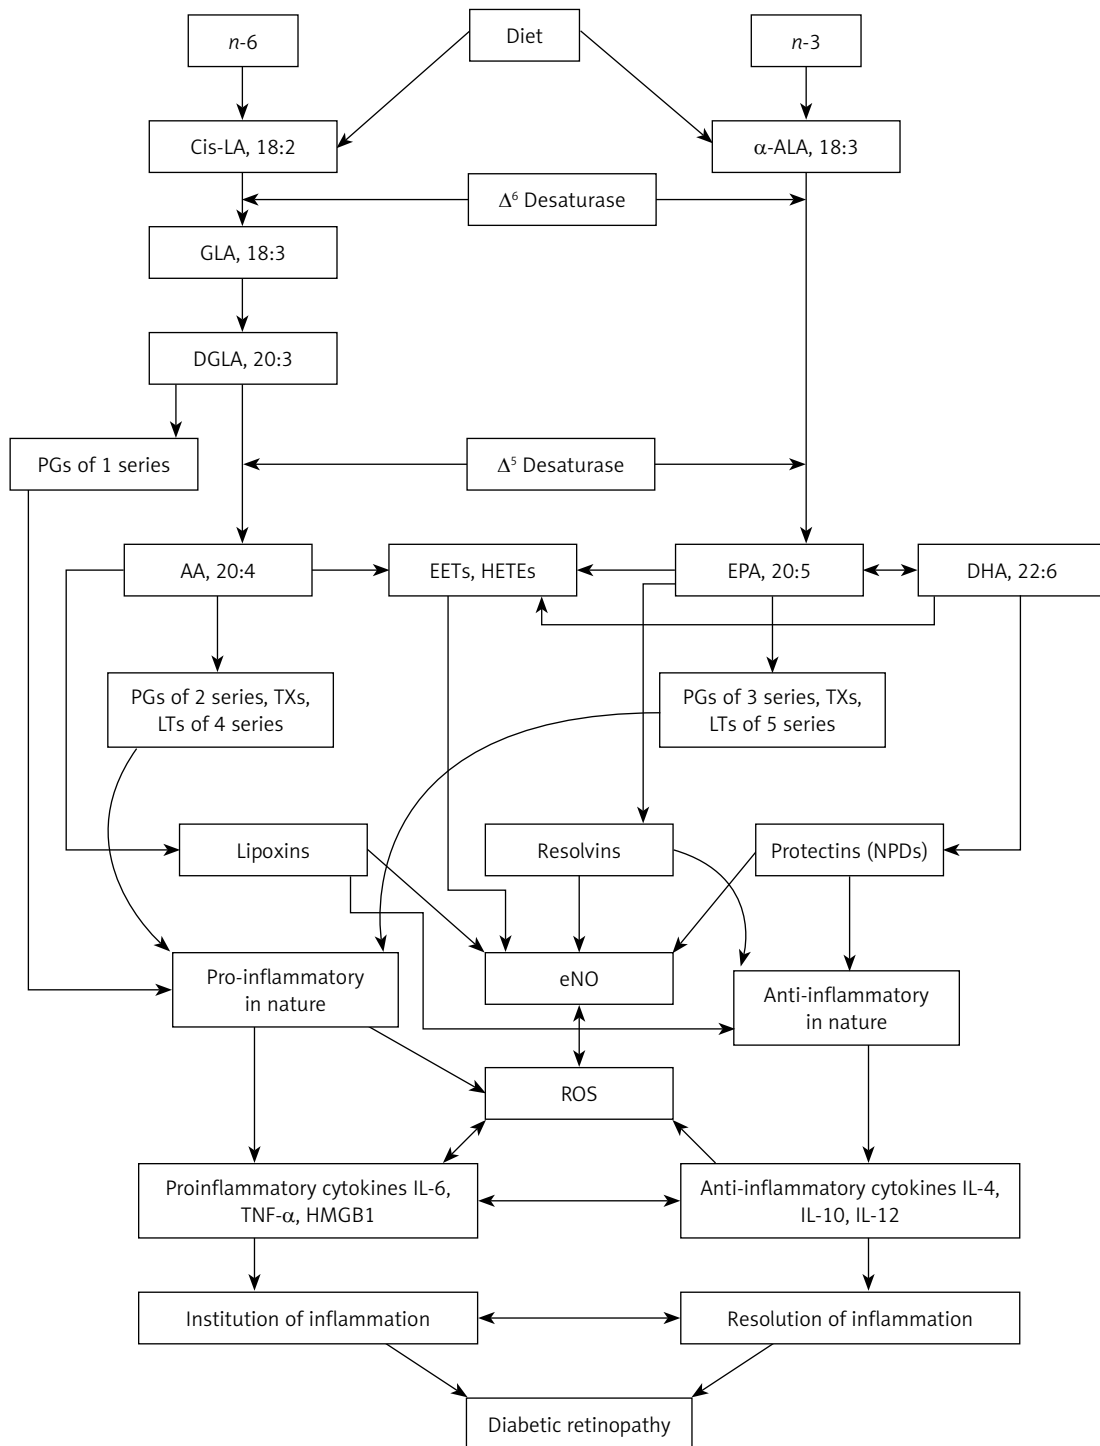 n-6
Diet
n-3
Cis-LA, 18:2
α-ALA, 18:3
Δ⁶ Desaturase
GLA, 18:3
DGLA, 20:3
PGs of 1 series
Δ⁵ Desaturase
AA, 20:4
EETs, HETEs
EPA, 20:5
DHA, 22:6
PGs of 2 series, TXs,
LTs of 4 series
PGs of 3 series, TXs,
LTs of 5 series
Lipoxins
Resolvins
Protectins (NPDs)
Pro-inflammatory
in nature
eNO
Anti-inflammatory
in nature
ROS
Proinflammatory cytokines IL-6,
TNF-α, HMGB1
Anti-inflammatory cytokines IL-4,
IL-10, IL-12
Institution of inflammation
Resolution of inflammation
Diabetic retinopathy